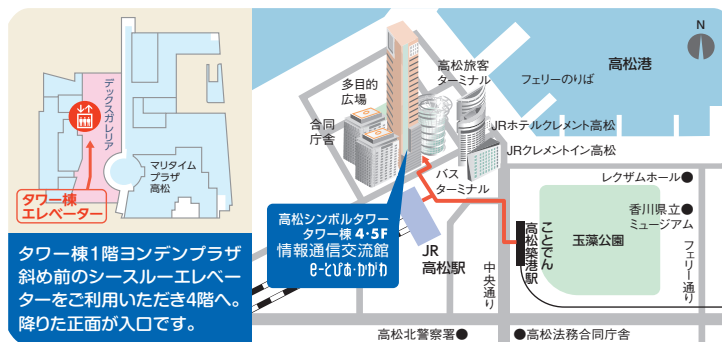 デックスガレリア
マリタイム
プラザ
高松
タワー棟
エレベーター
タワー棟1階ヨンデンプラザ
斜め前のシースルーエレベー
ターをご利用いただき4階へ。
降りた正面が入口です。
N
高松港
フェリーのりば
高松旅客
ターミナル
多目的
広場
合同
庁舎
JRホテルクレメント高松
JRクレメントイン高松
バス
ターミナル
レクザムホール
香川県立
ミュージアム
高松シンボルタワー
タワー棟 4・5F
情報通信交流館
e-とぴあ・かがわ
JR
高松駅
ことでん
高松築港駅
玉藻公園
中央通り
フェリー通り
高松北警察署
高松法務合同庁舎